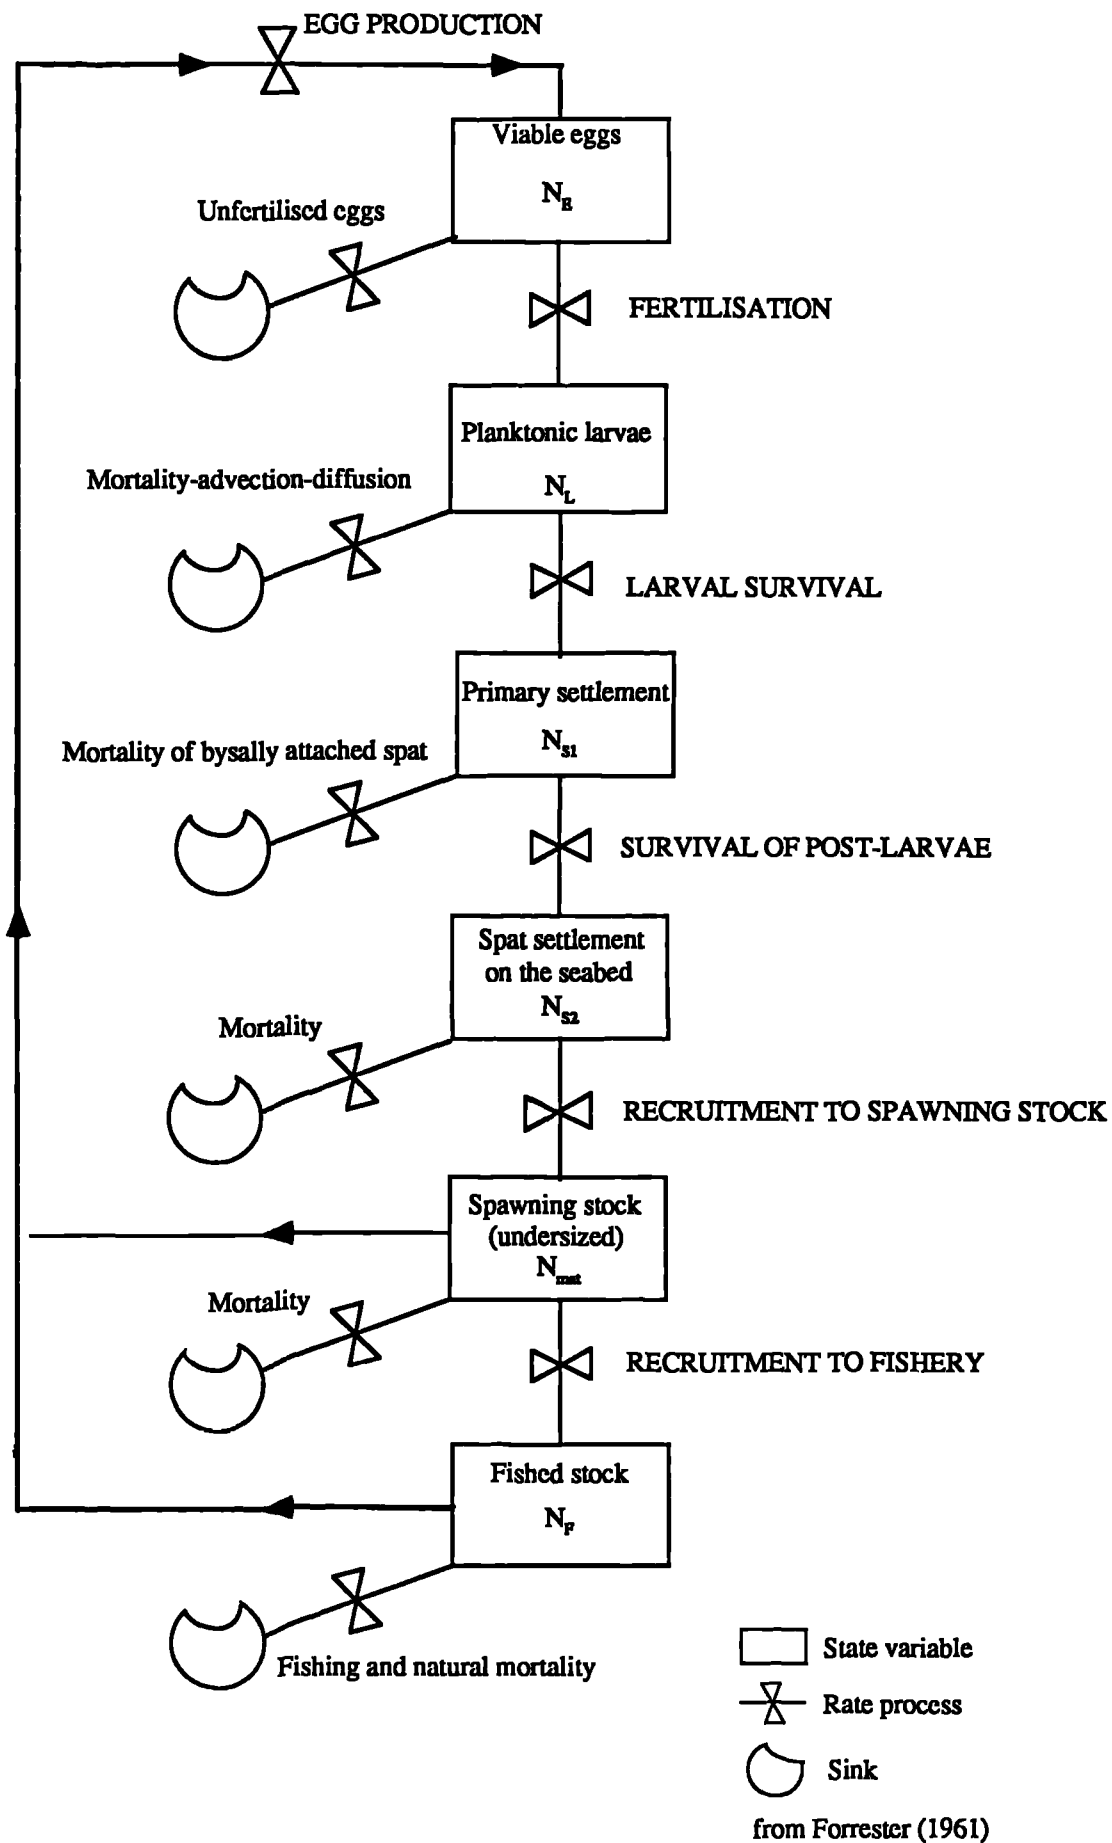 EGG PRODUCTION
Viable eggs
N_E
Unfertilised eggs
FERTILISATION
Planktonic larvae
N_L
Mortality-advection-diffusion
LARVAL SURVIVAL
Primary settlement
N_S1
Mortality of bysally attached spat
SURVIVAL OF POST-LARVAE
Spat settlement
on the seabed
N_S2
Mortality
RECRUITMENT TO SPAWNING STOCK
Spawning stock
(undersized)
N_mat
Mortality
RECRUITMENT TO FISHERY
Fished stock
N_F
Fishing and natural mortality
State variable
Rate process
Sink
from Forrester (1961)